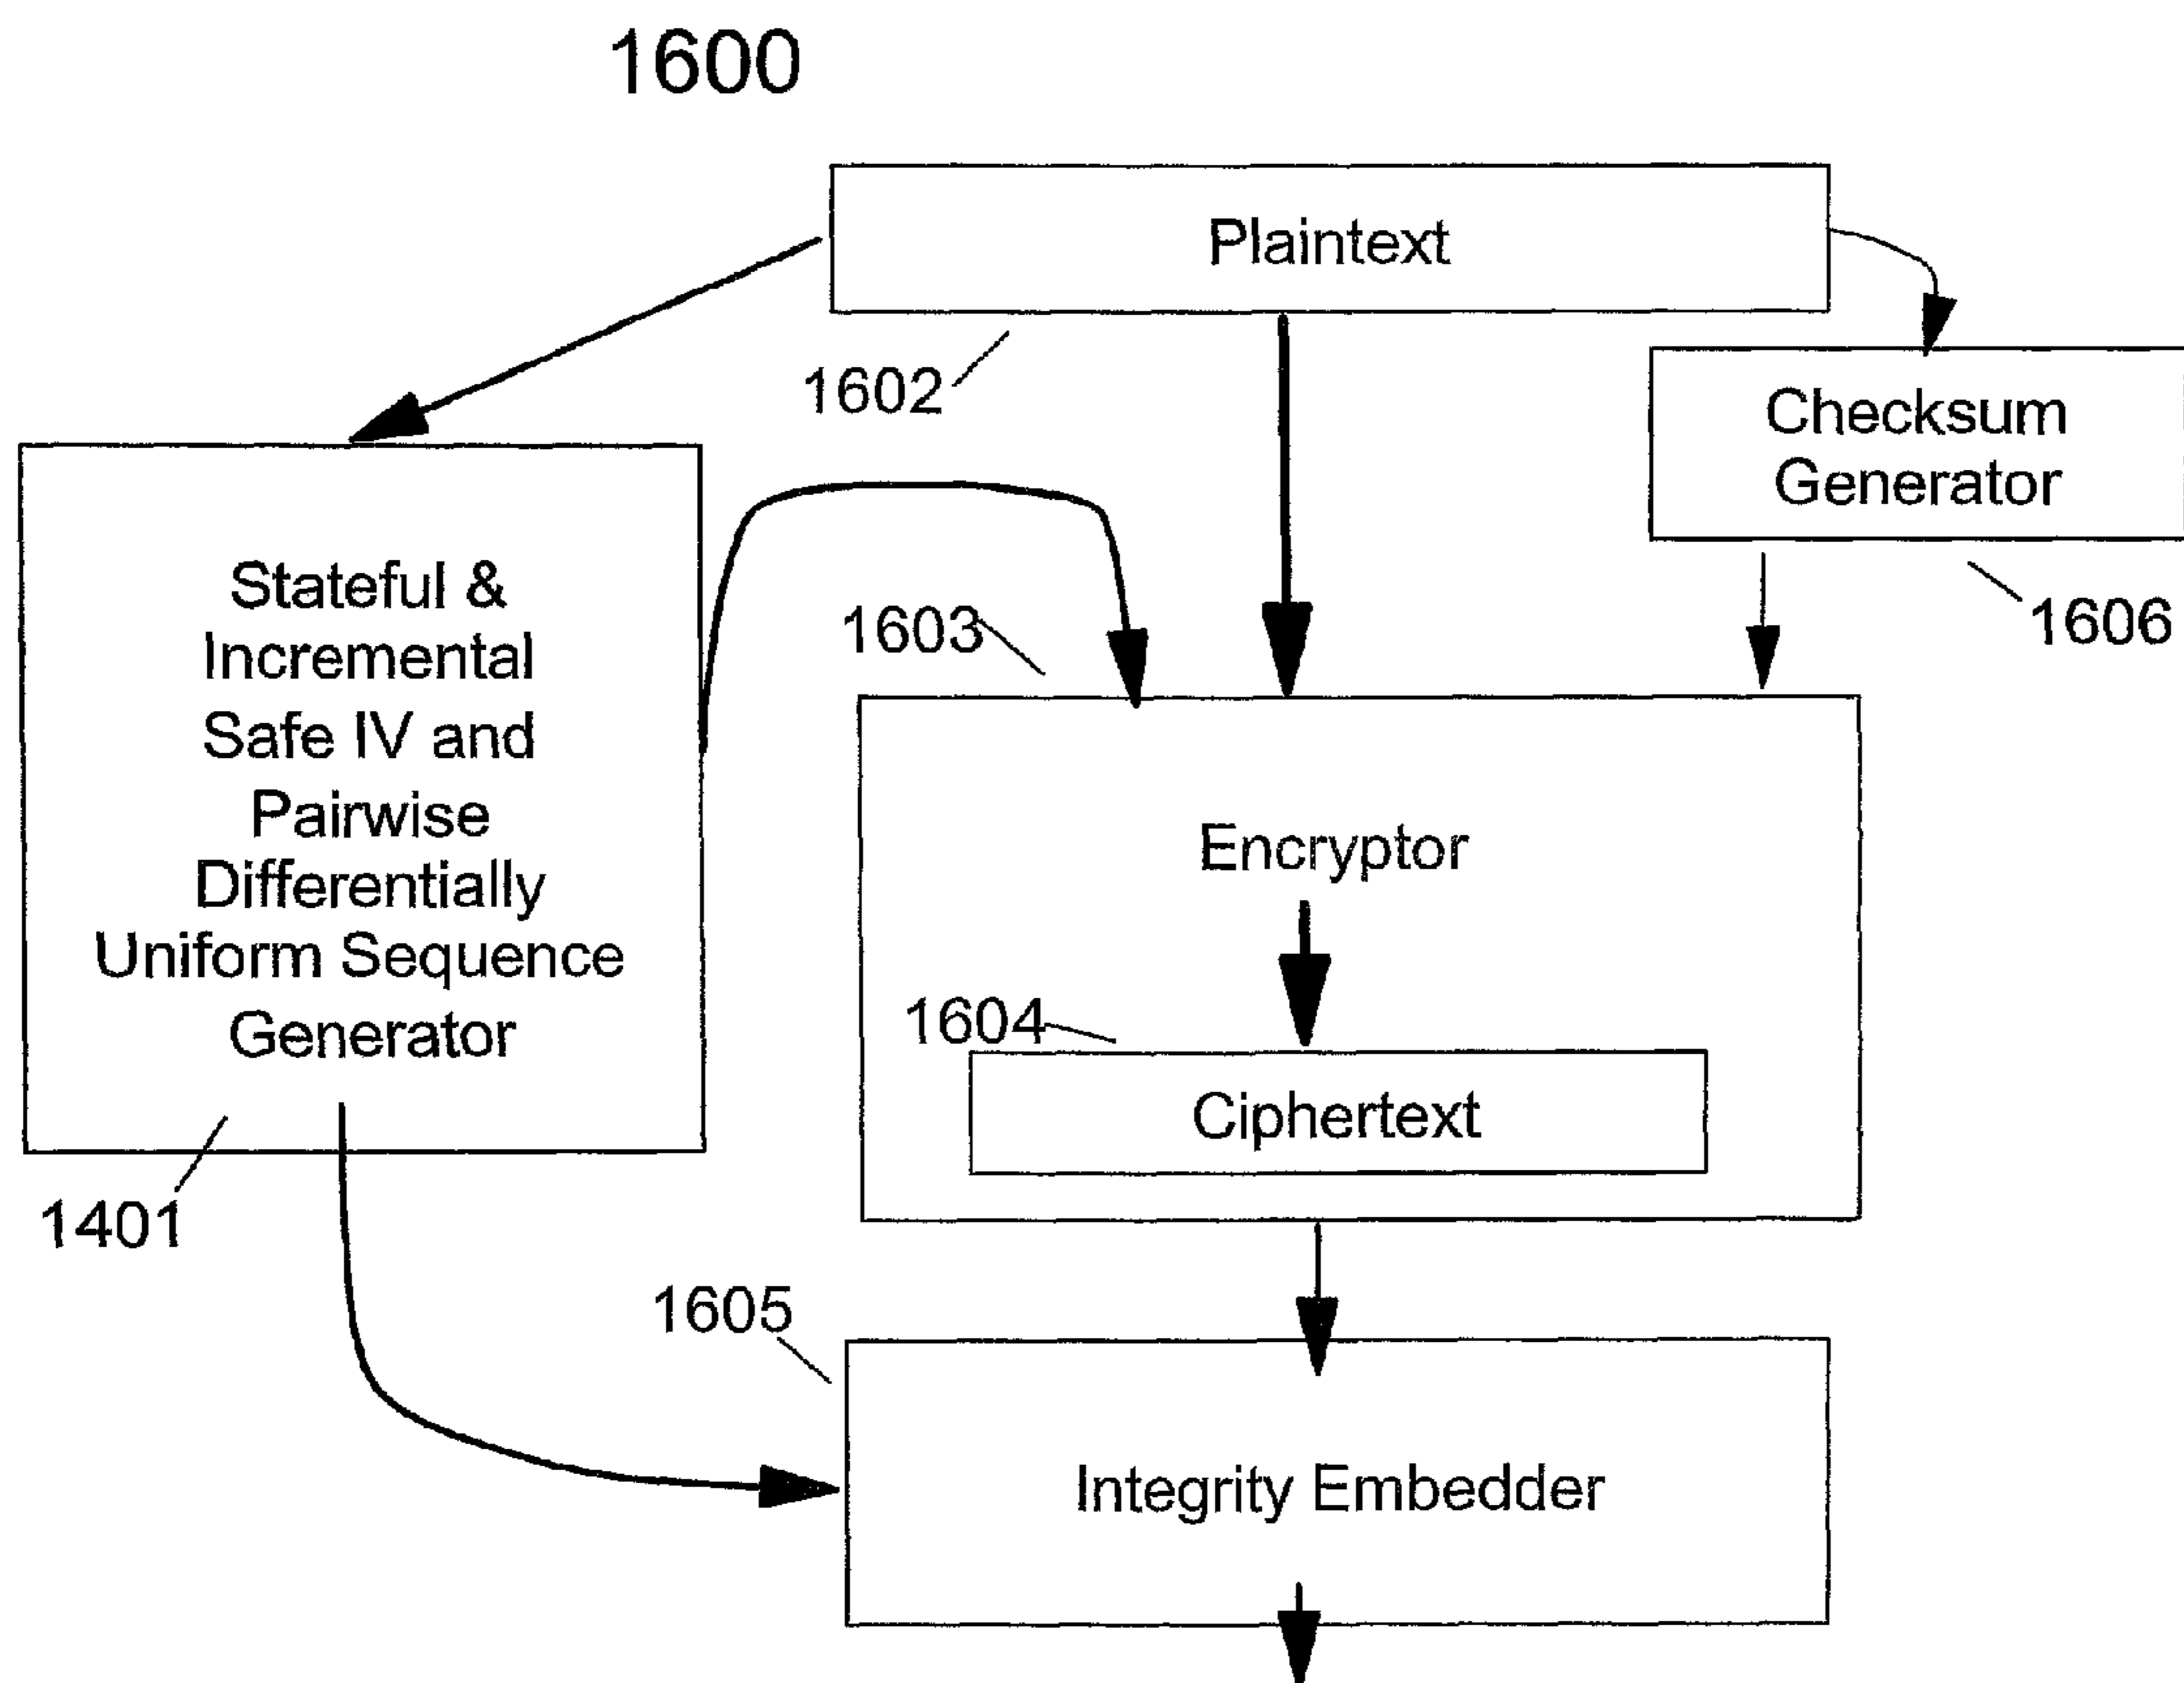 1600
Plaintext
1602
Checksum
Generator
1606
Stateful &
Incremental
Safe IV and
Pairwise
Differentially
Uniform Sequence
Generator
1401
1603
Encryptor
1604
Ciphertext
1605
Integrity Embedder